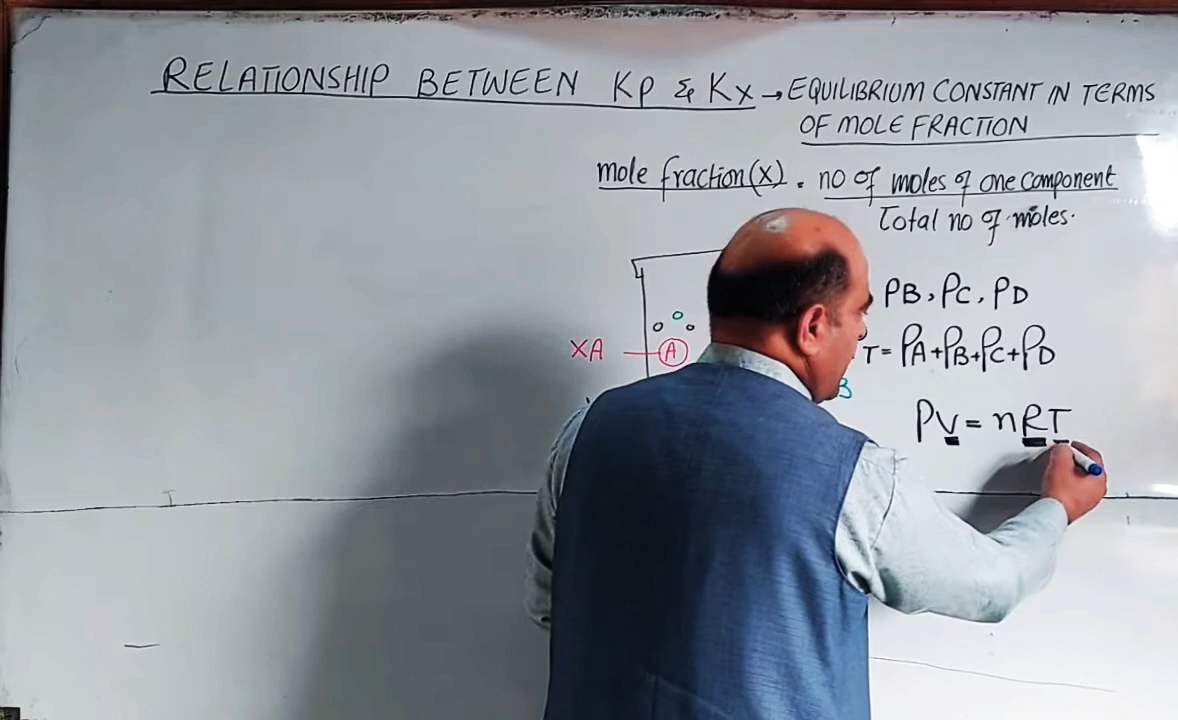 RELATIONSHIP BETWEEN KP & Kx → EQUILIBRIUM CONSTANT IN TERMS
OF MOLE FRACTION
mole fraction(x) = no of moles of one component
Total no of moles.
PB, PC, PD
T = PA+PB+PC+PD
XA
A
B
PV = nRT